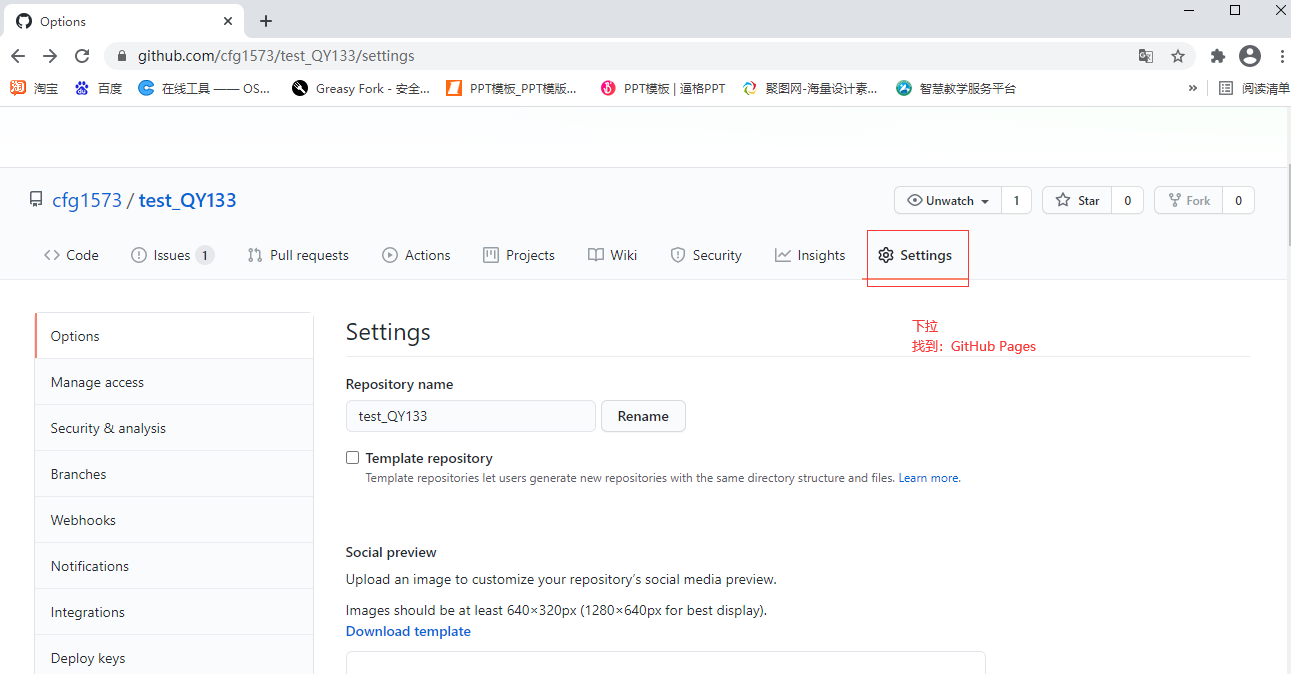 Options
github.com/cfg1573/test_QY133/settings
淘宝 百度 在线工具 —— OS... Greasy Fork - 安全... PPT模板_PPT模版... PPT模板 | 逼格PPT 聚图网-海量设计素... 智慧教学服务平台 » 阅读清单
cfg1573 / test_QY133 Unwatch 1 Star 0 Fork 0
Code Issues 1 Pull requests Actions Projects Wiki Security Insights Settings
下拉
找到：GitHub Pages
Options
Manage access
Security & analysis
Branches
Webhooks
Notifications
Integrations
Deploy keys
Settings
Repository name
test_QY133 Rename
Template repository
Template repositories let users generate new repositories with the same directory structure and files. Learn more.
Social preview
Upload an image to customize your repository’s social media preview.
Images should be at least 640×320px (1280×640px for best display).
Download template